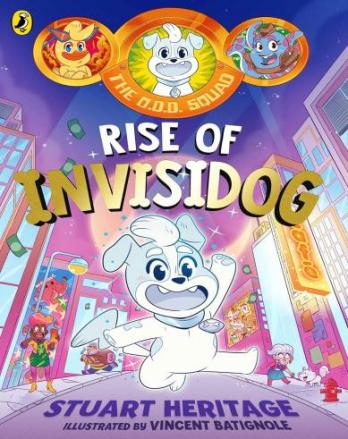 THE O.D.D. SQUAD
RISE OF
INVISIDOG
STUART HERITAGE
ILLUSTRATED BY VINCENT BATIGNOLE